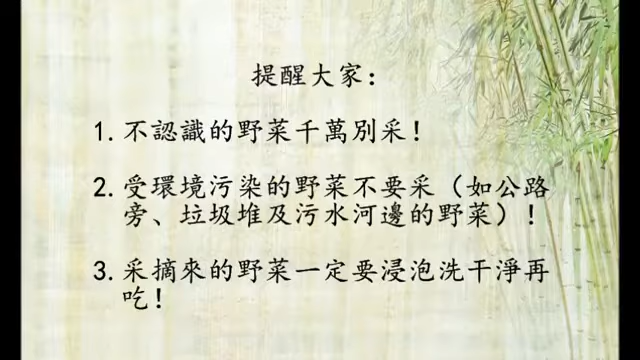 提醒大家：
1. 不認識的野菜千萬別采！
2. 受環境污染的野菜不要采（如公路
旁、垃圾堆及污水河邊的野菜）！
3. 采摘來的野菜一定要浸泡洗干淨再
吃！